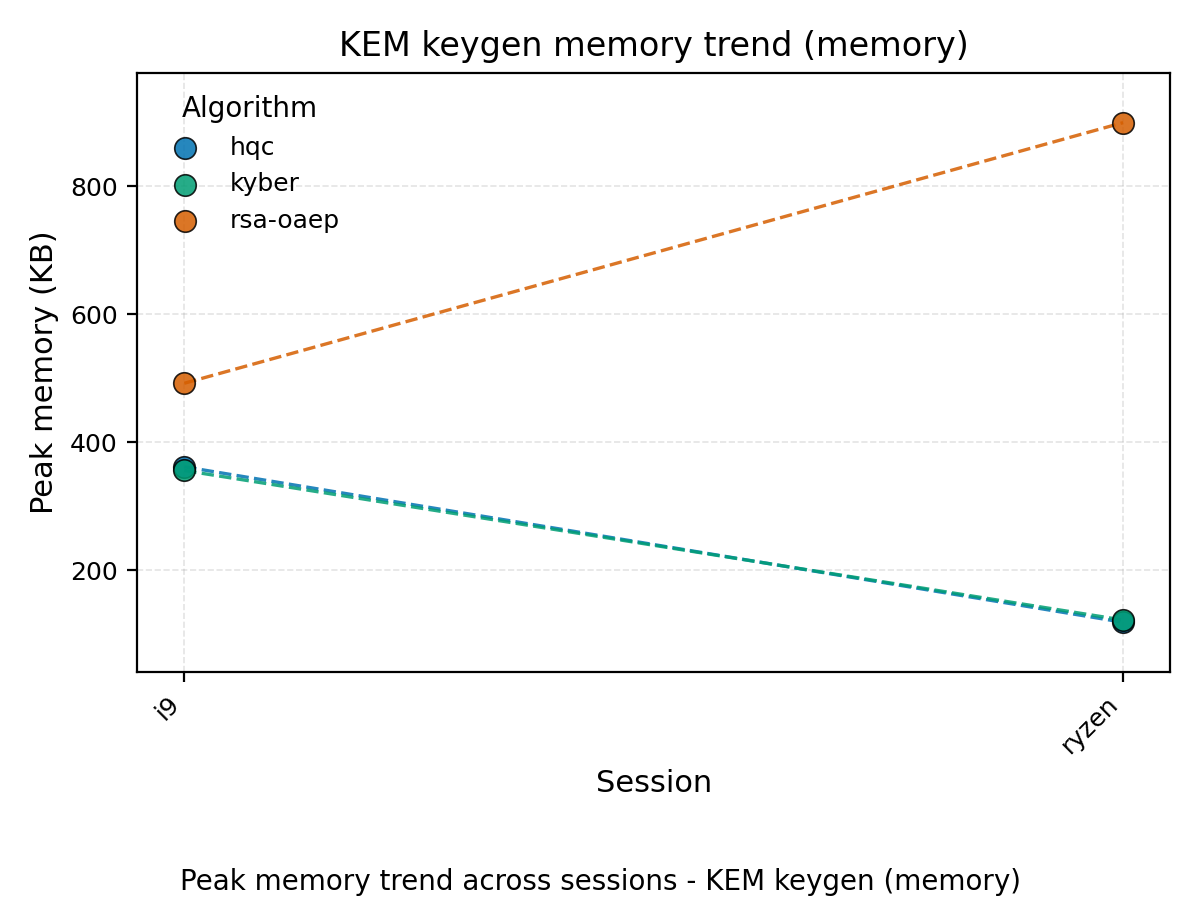 KEM keygen memory trend (memory)
Algorithm
hqc
kyber
rsa-oaep
Peak memory (KB)
800
600
400
200
i9
ryzen
Session
Peak memory trend across sessions - KEM keygen (memory)